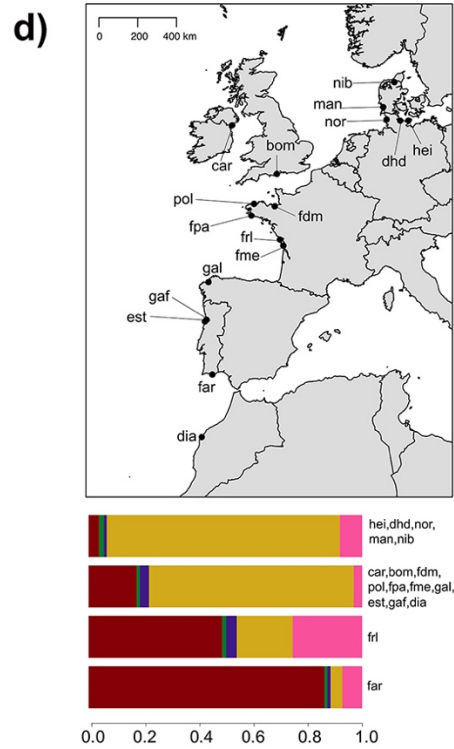 d)
0 200 400 km
nib
man
nor
dhd
hei
car
bom
pol
fdm
fpa
frl
fme
gal
gaf
est
far
dia
hei,dhd,nor,
man,nib
car,bom,fdm,
pol,fpa,fme,gal,
est,gaf,dia
frl
far
0.0 0.2 0.4 0.6 0.8 1.0